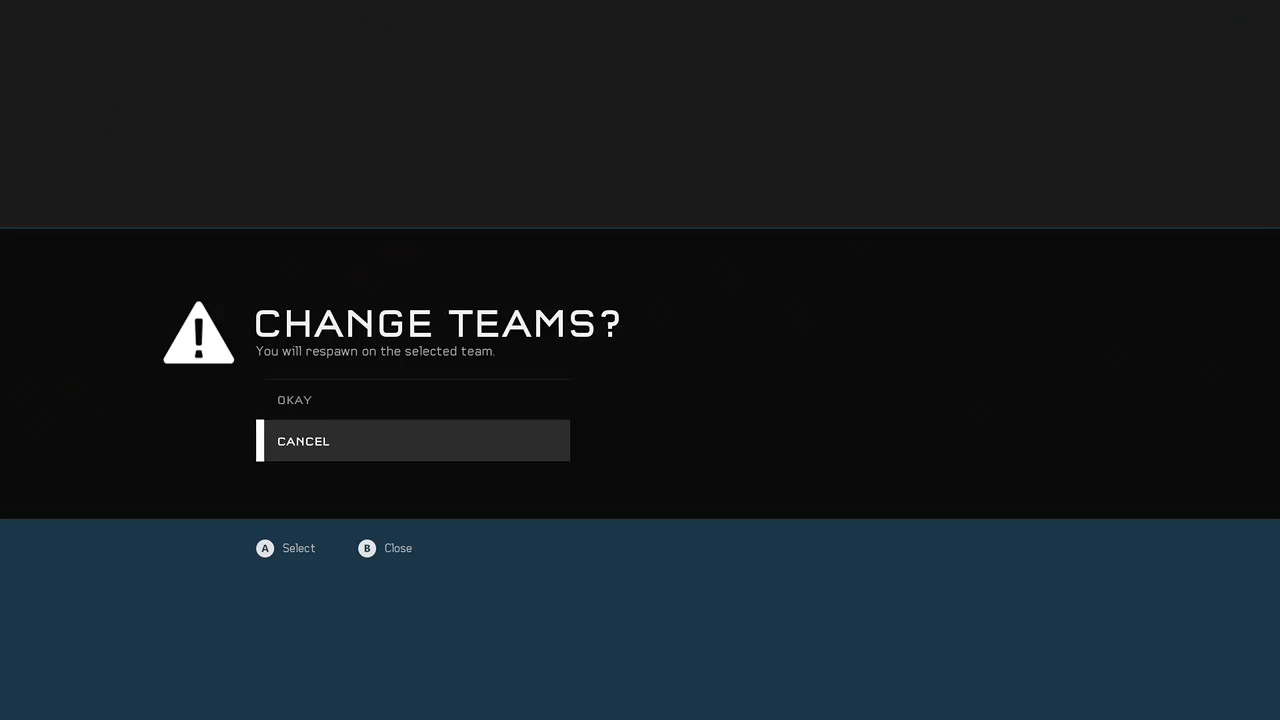 CHANGE TEAMS?
You will respawn on the selected team.
OKAY
CANCEL
A Select B Close